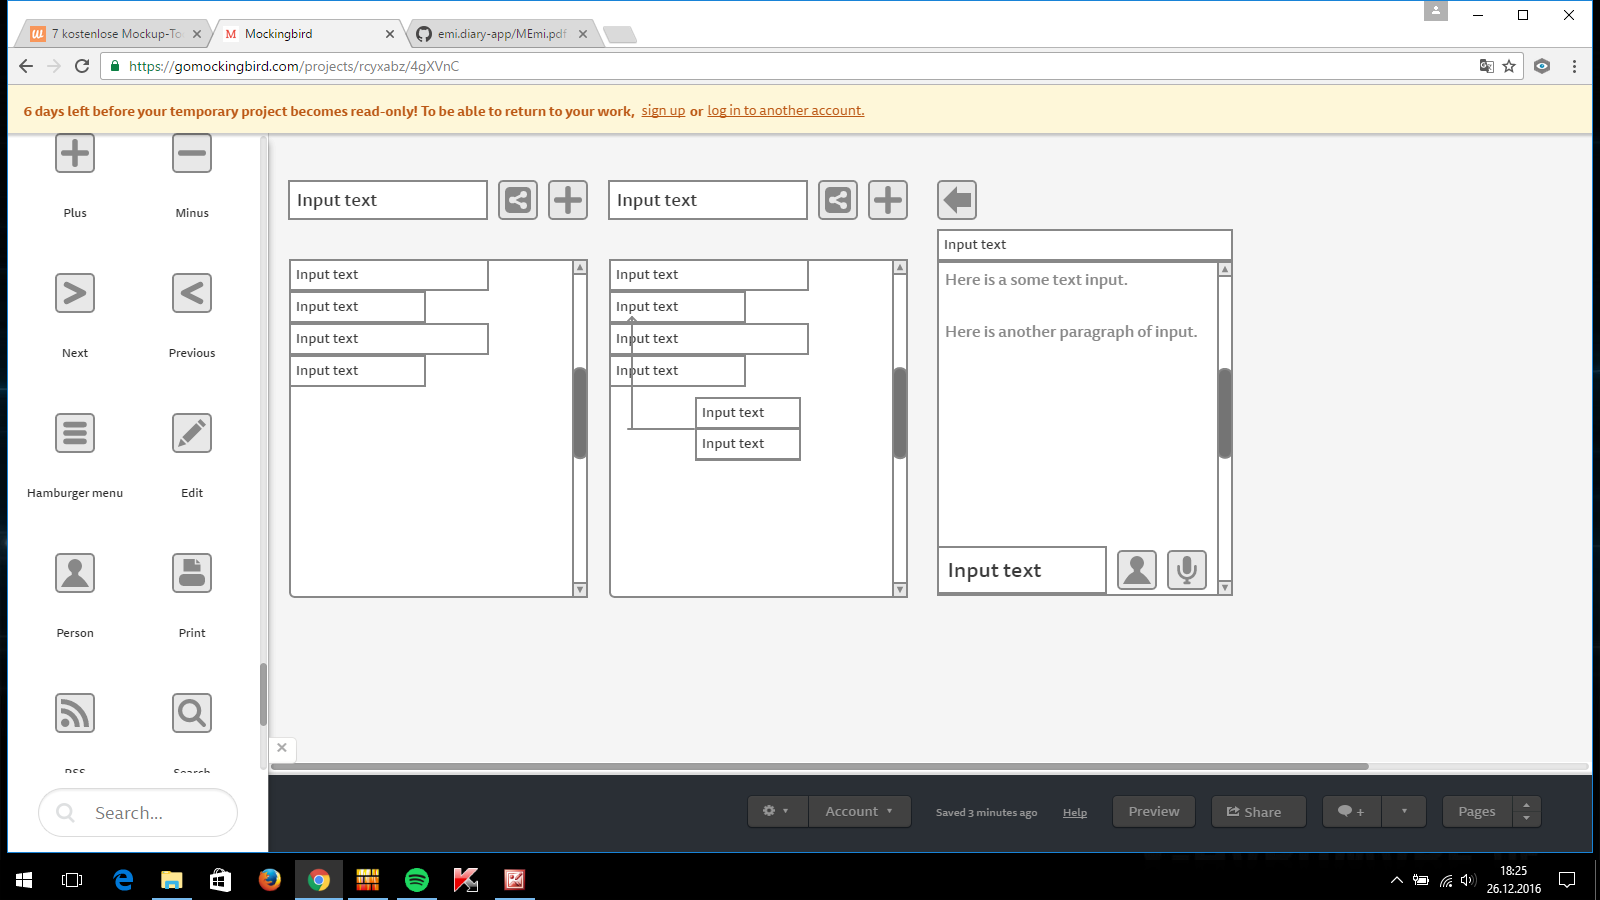 7 kostenlose Mockup-To
Mockingbird
emi.diary-app/MEmi.pdf
https://gomockingbird.com/projects/rcyxabz/4gXVnC
6 days left before your temporary project becomes read-only! To be able to return to your work, sign up or log in to another account.
Plus Minus
Next Previous
Hamburger menu Edit
Person Print
RSS Search
Search...
Input text
Input text
Input text
Input text
Input text
Input text
Input text
Input text
Input text
Input text
Input text
Input text
Input text
Here is a some text input.
Here is another paragraph of input.
Input text
Account
Saved 3 minutes ago
Help
Preview
Share
Pages
18:25
26.12.2016